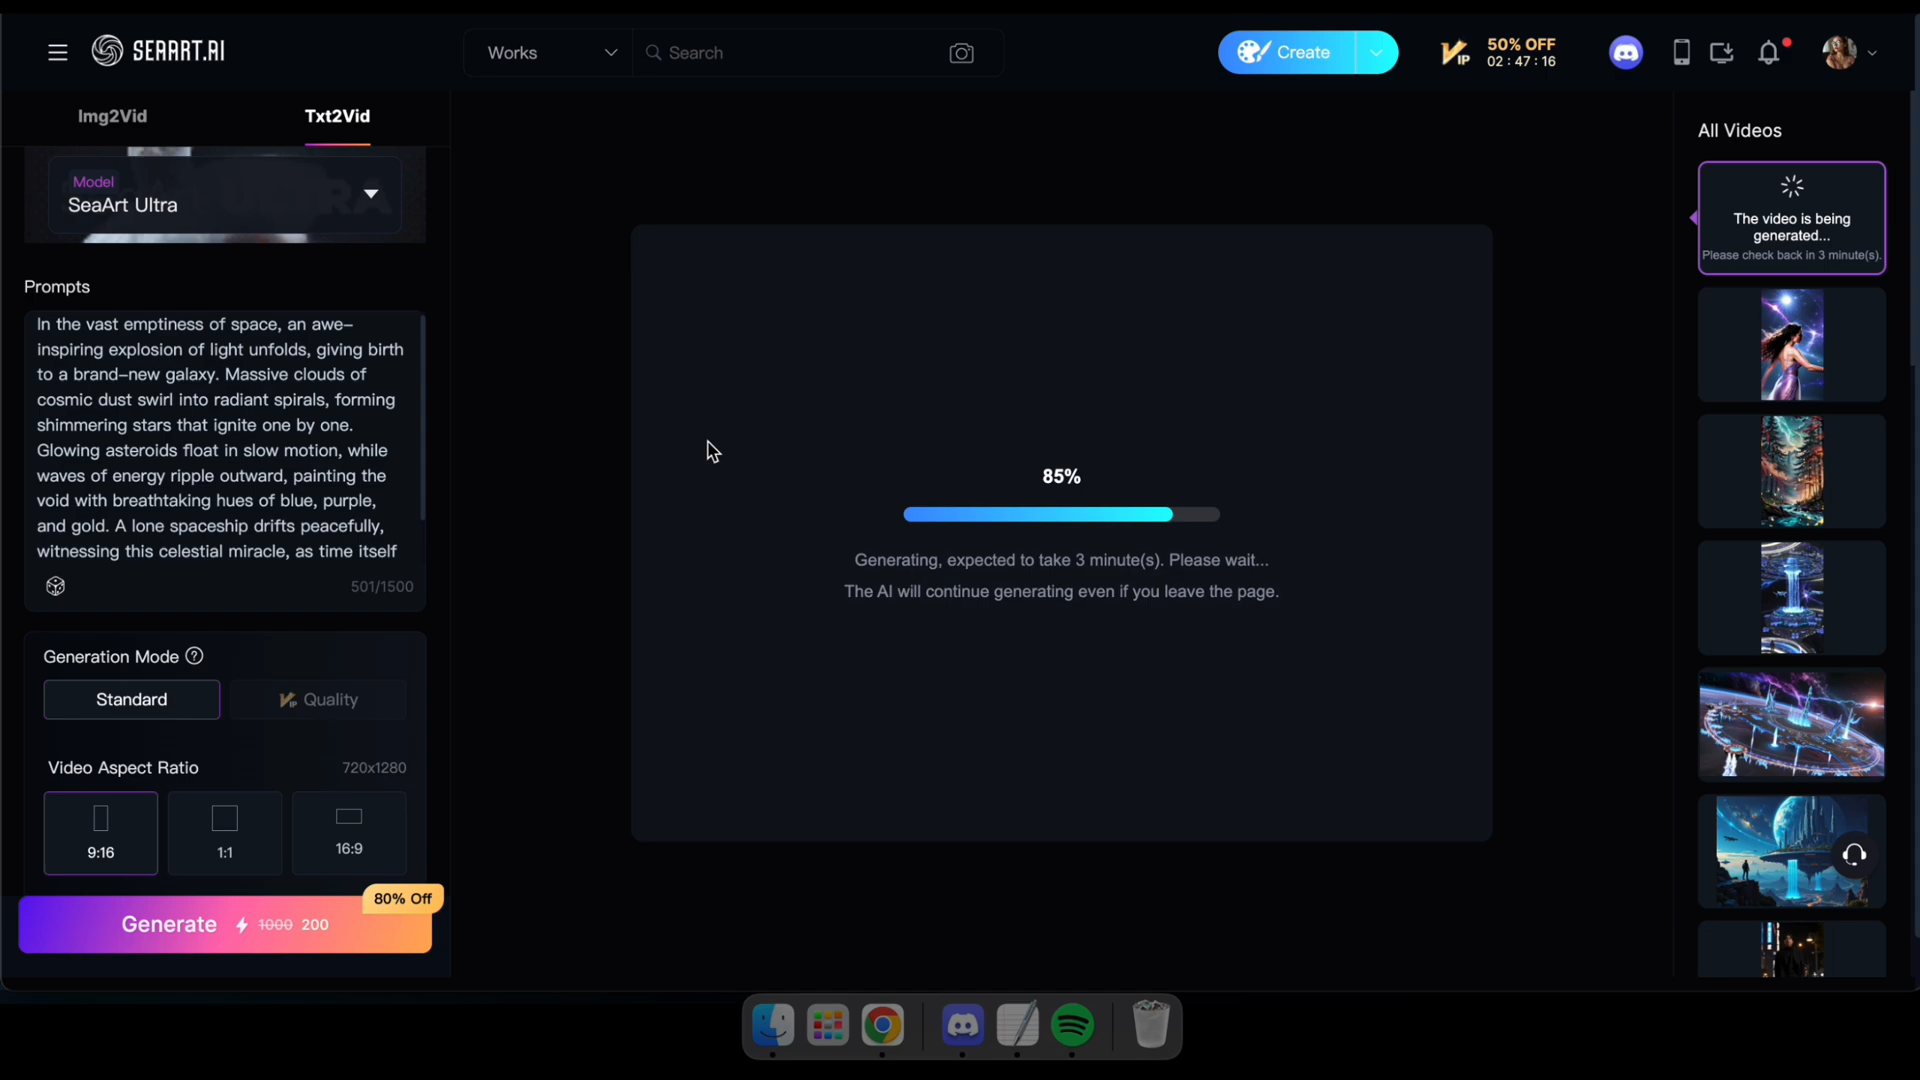 SEAART.AI
Works
Search
Create
VIP
50% OFF
02 : 47 : 16
Img2Vid
Txt2Vid
Model
SeaArt Ultra
Prompts
In the vast emptiness of space, an awe-
inspiring explosion of light unfolds, giving birth
to a brand-new galaxy. Massive clouds of
cosmic dust swirl into radiant spirals, forming
shimmering stars that ignite one by one.
Glowing asteroids float in slow motion, while
waves of energy ripple outward, painting the
void with breathtaking hues of blue, purple,
and gold. A lone spaceship drifts peacefully,
witnessing this celestial miracle, as time itself
501/1500
Generation Mode ?
Standard
VIP Quality
Video Aspect Ratio
720x1280
9:16
1:1
16:9
80% Off
Generate 1000 200
85%
Generating, expected to take 3 minute(s). Please wait...
The AI will continue generating even if you leave the page.
All Videos
The video is being
generated...
Please check back in 3 minute(s).